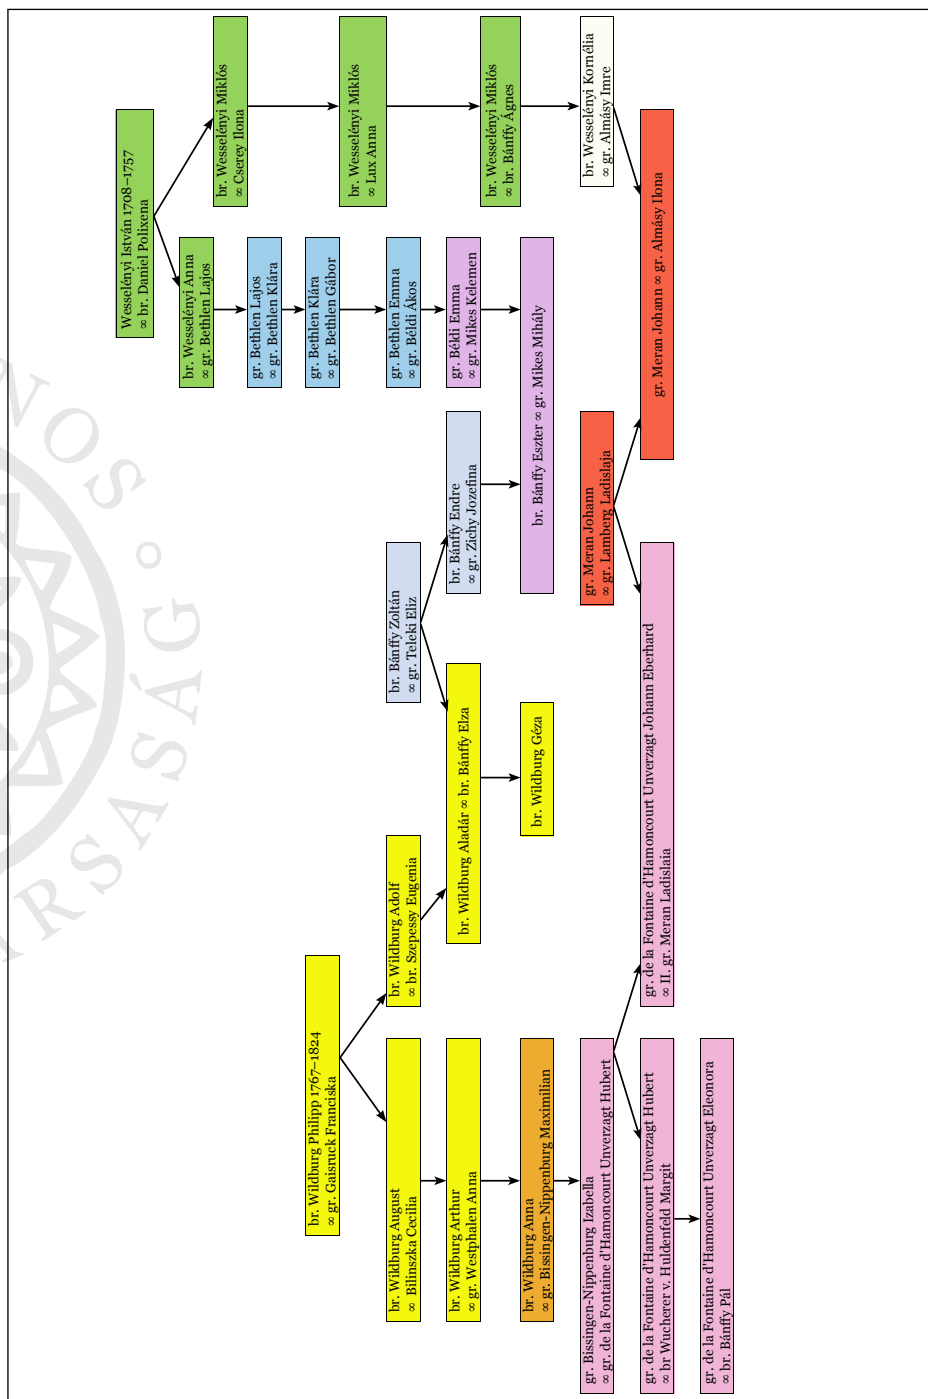 Wesselényi István 1708–1757
∞ br. Daniel Polixena
br. Wesselényi Anna
∞ gr. Bethlen Lajos
br. Wesselényi Miklós
∞ Cserey Ilona
gr. Bethlen Lajos
∞ gr. Bethlen Klára
gr. Bethlen Klára
∞ gr. Bethlen Gábor
br. Wesselényi Miklós
∞ Lux Anna
gr. Bethlen Emma
∞ gr. Béldi Ákos
gr. Béldi Emma
∞ gr. Mikes Kelemen
br. Wesselényi Miklós
∞ br. Bánffy Ágnes
br. Wesselényi Kornélia
∞ gr. Almásy Imre
br. Bánffy Zoltán
∞ gr. Teleki Eliz
br. Bánffy Endre
∞ gr. Zichy Jozefina
br. Bánffy Eszter ∞ gr. Mikes Mihály
gr. Meran Johann
∞ gr. Lamberg Ladislaja
gr. Meran Johann ∞ gr. Almásy Ilona
br. Wildburg Philipp 1767–1824
∞ gr. Gaisruck Franciska
br. Wildburg August
∞ Bilinszka Cecilia
br. Wildburg Adolf
∞ br. Szepessy Eugenia
br. Wildburg Arthur
∞ gr. Westphalen Anna
br. Wildburg Aladár ∞ br. Bánffy Elza
br. Wildburg Géza
br. Wildburg Anna
∞ gr. Bissingen-Nippenburg Maximilian
gr. Bissingen-Nippenburg Izabella
∞ gr. de la Fontaine d'Hamoncourt Unverzagt Hubert
gr. de la Fontaine d'Hamoncourt Unverzagt Hubert
∞ br Wucherer v. Huldenfeld Margit
gr. de la Fontaine d'Hamoncourt Unverzagt Johann Eberhard
∞ II. gr. Meran Ladislaia
gr. de la Fontaine d'Hamoncourt Unverzagt Eleonora
∞ br. Bánffy Pál
NOS
RSASÁG